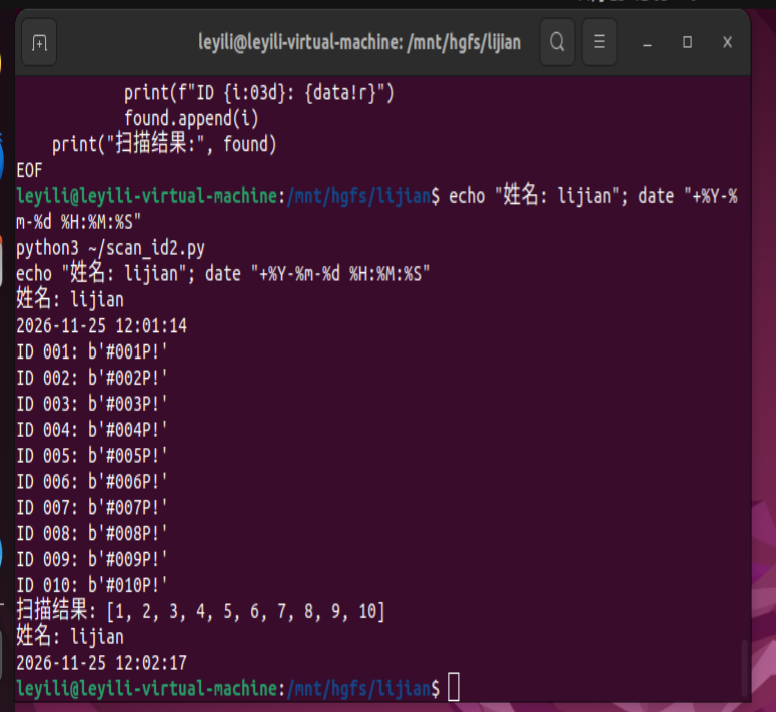 leyili@leyili-virtual-machine: /mnt/hgfs/lijian
            print(f"ID {i:03d}: {data!r}")
            found.append(i)
    print("扫描结果:", found)
EOF
leyili@leyili-virtual-machine:/mnt/hgfs/lijian$ echo "姓名: lijian"; date "+%Y-%
m-%d %H:%M:%S"
python3 ~/scan_id2.py
echo "姓名: lijian"; date "+%Y-%m-%d %H:%M:%S"
姓名: lijian
2026-11-25 12:01:14
ID 001: b'#001P!'
ID 002: b'#002P!'
ID 003: b'#003P!'
ID 004: b'#004P!'
ID 005: b'#005P!'
ID 006: b'#006P!'
ID 007: b'#007P!'
ID 008: b'#008P!'
ID 009: b'#009P!'
ID 010: b'#010P!'
扫描结果: [1, 2, 3, 4, 5, 6, 7, 8, 9, 10]
姓名: lijian
2026-11-25 12:02:17
leyili@leyili-virtual-machine:/mnt/hgfs/lijian$